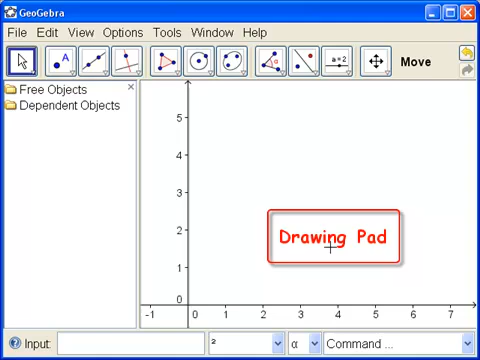 GeoGebra
File Edit View Options Tools Window Help
A α a=2 Move
Free Objects
Dependent Objects
5
4
3
2
1
0
Drawing Pad
-1 0 1 2 3 4 5 6 7
Input: ² α Command ...